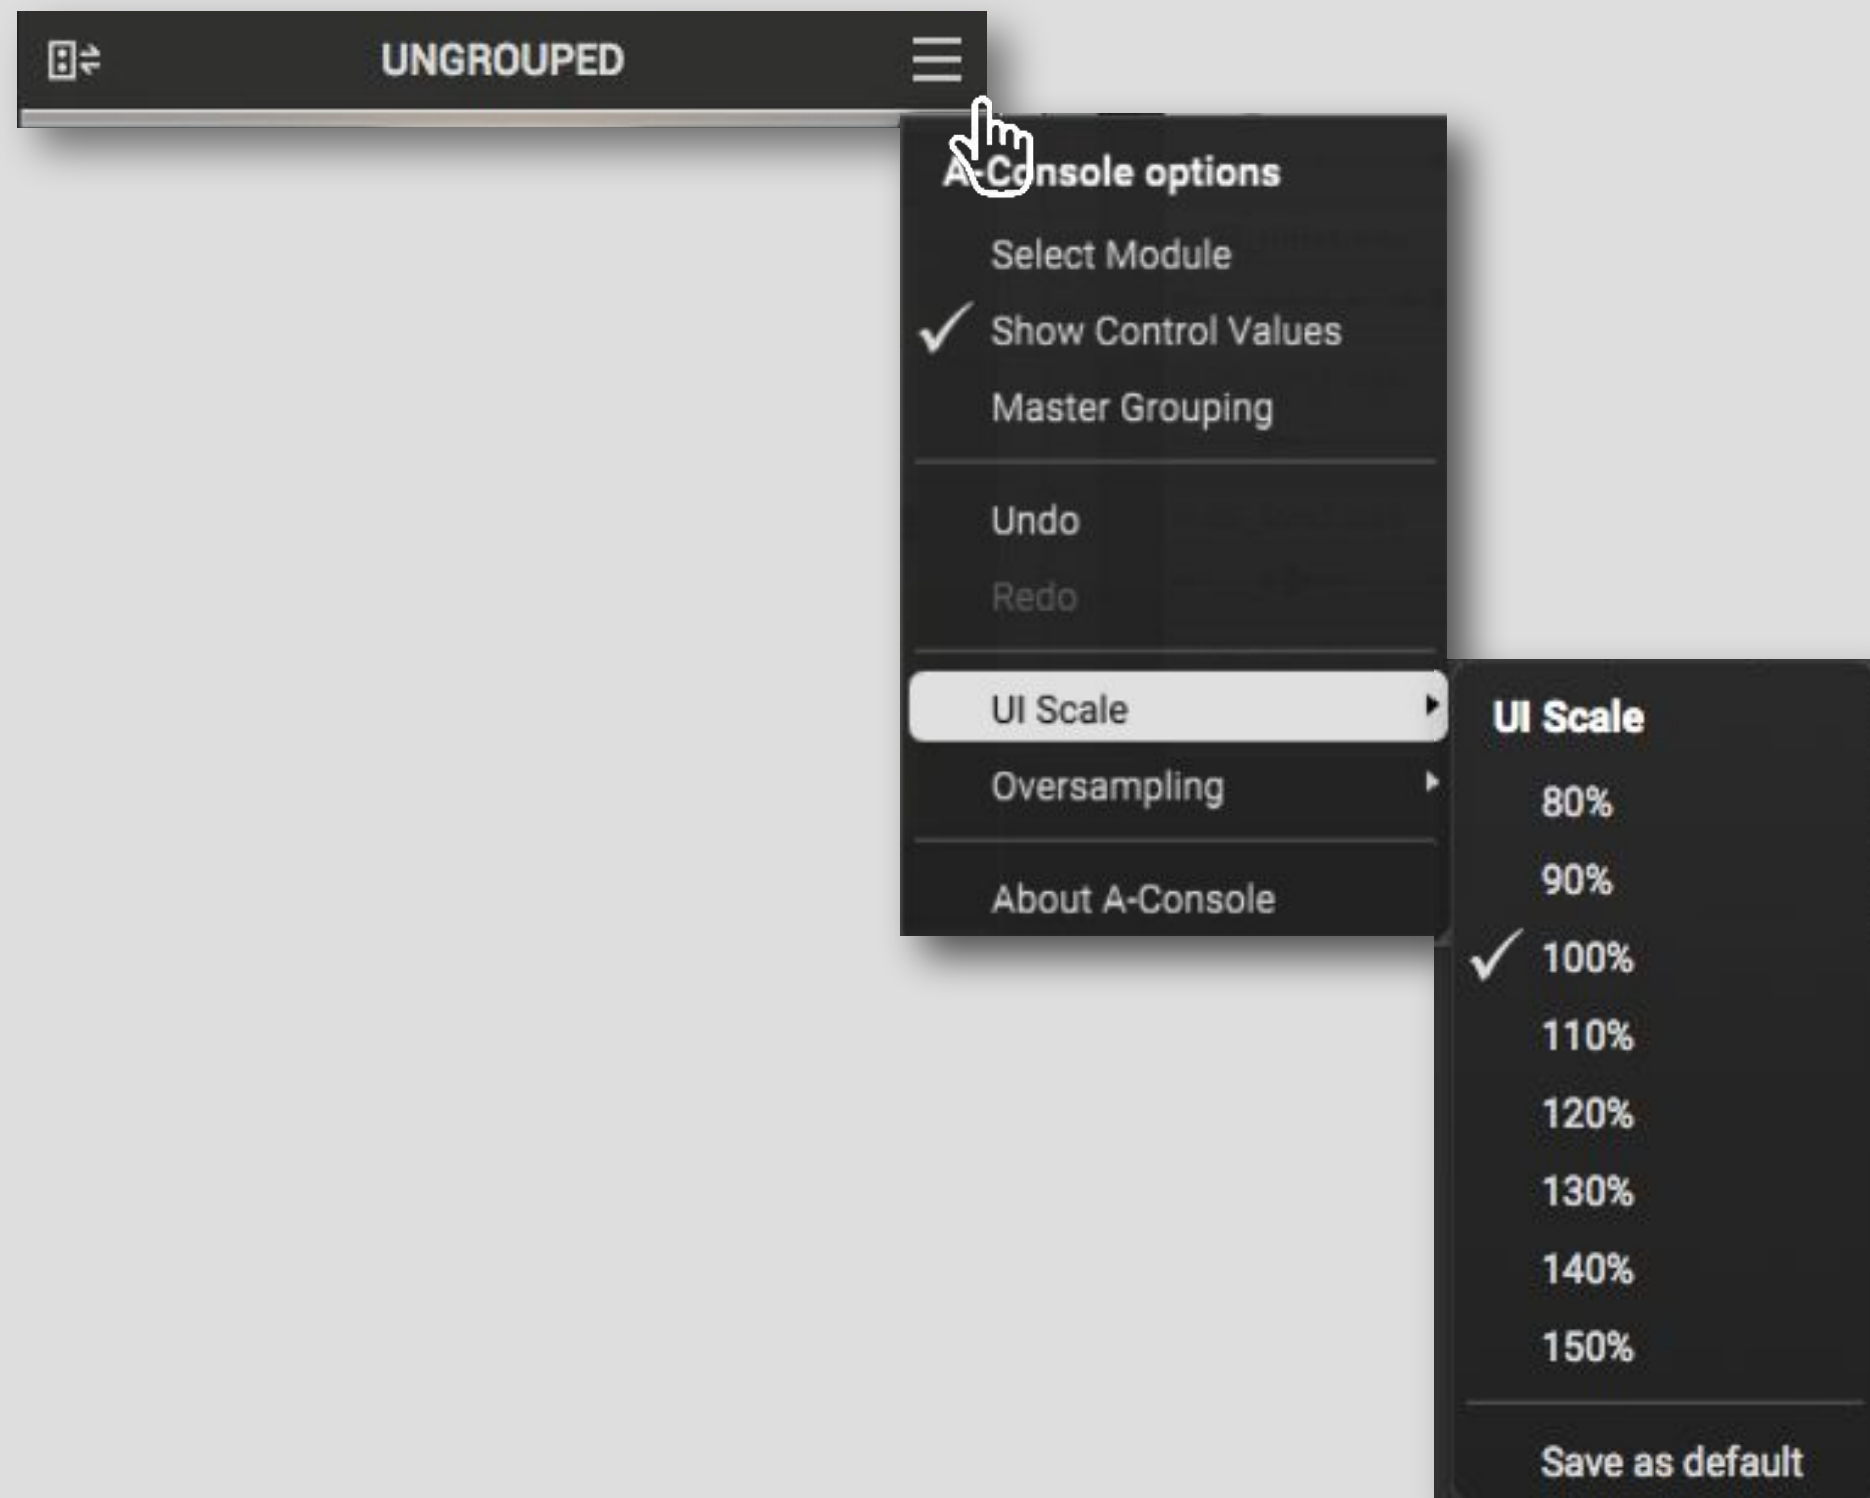 UNGROUPED
A-Console options
Select Module
Show Control Values
Master Grouping
Undo
Redo
UI Scale
Oversampling
About A-Console
UI Scale
80%
90%
100%
110%
120%
130%
140%
150%
Save as default